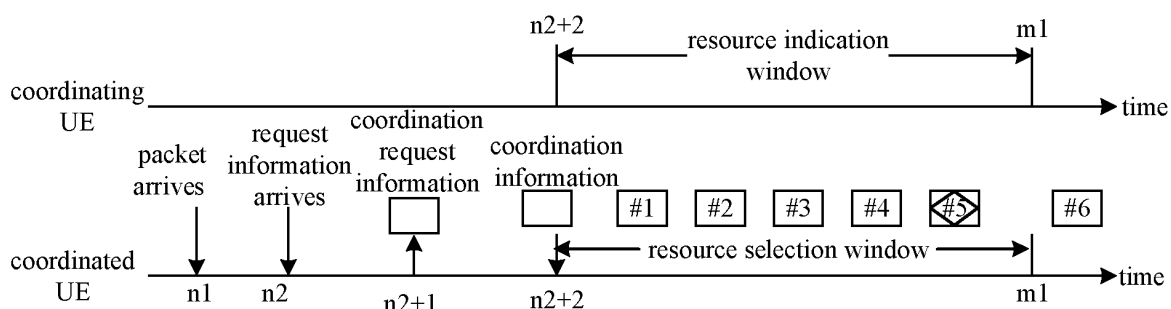 n2+2
m1
resource indication
window
coordinating
UE
time
packet
arrives
request
information
arrives
coordination
request
information
coordination
information
#1
#2
#3
#4
#5
#6
resource selection window
coordinated
UE
time
n1
n2
n2+1
n2+2
m1